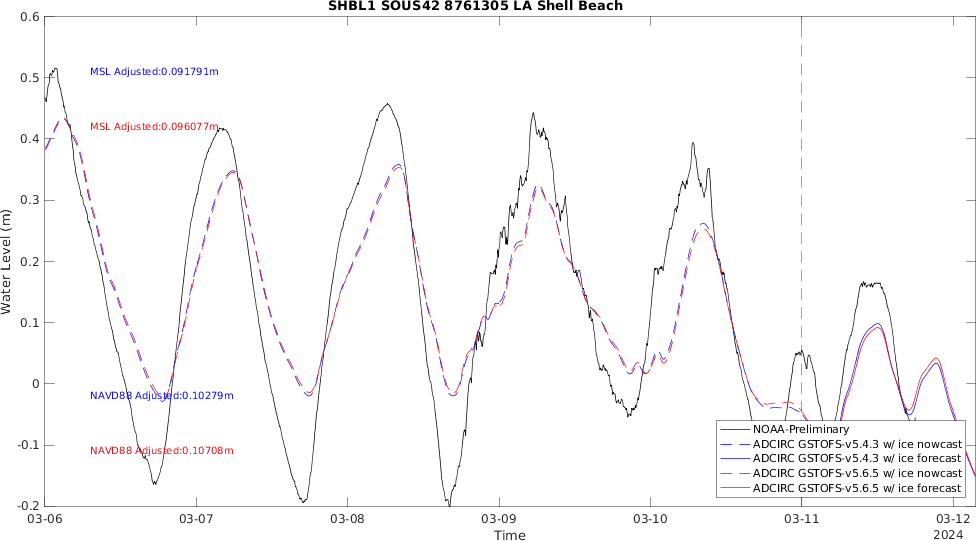 SHBL1 SOUS42 8761305 LA Shell Beach
0.6
0.5
0.4
0.3
0.2
0.1
0
-0.1
-0.2
Water Level (m)
MSL Adjusted:0.091791m
MSL Adjusted:0.096077m
NAVD88 Adjusted:0.10279m
NAVD88 Adjusted:0.10708m
NOAA-Preliminary
ADCIRC GSTOFS-v5.4.3 w/ ice nowcast
ADCIRC GSTOFS-v5.4.3 w/ ice forecast
ADCIRC GSTOFS-v5.6.5 w/ ice nowcast
ADCIRC GSTOFS-v5.6.5 w/ ice forecast
03-06 03-07 03-08 03-09 03-10 03-11 03-12
Time
2024